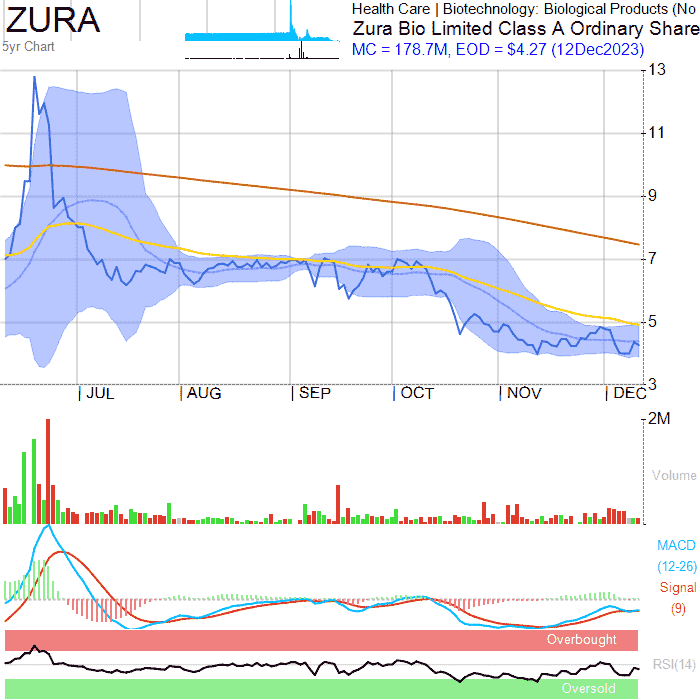 ZURA
5yr Chart
Health Care | Biotechnology: Biological Products (No
Zura Bio Limited Class A Ordinary Share
MC = 178.7M, EOD = $4.27 (12Dec2023)
13
11
9
7
5
3
JUL AUG SEP OCT NOV DEC
2M
Volume
MACD
(12-26)
Signal
(9)
Overbought
RSI(14)
Oversold